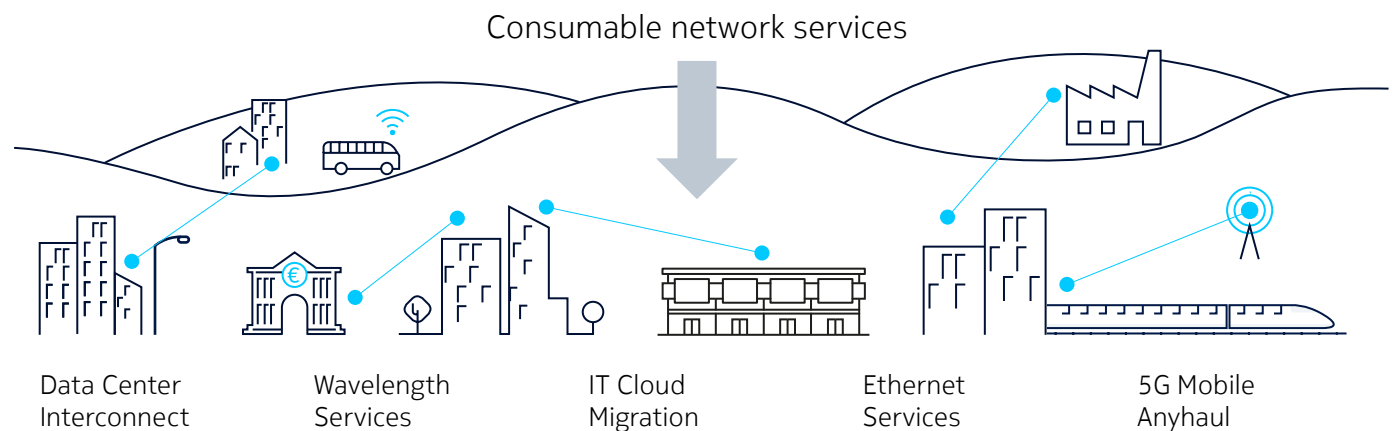 Consumable network services
€
Data Center
Interconnect
Wavelength
Services
IT Cloud
Migration
Ethernet
Services
5G Mobile
Anyhaul